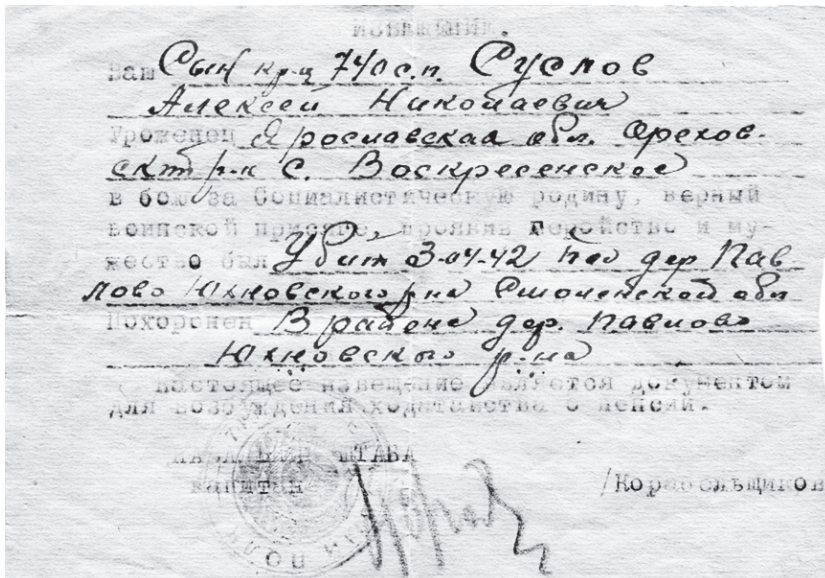 ИЗВЕЩЕНИЕ.
Ваш Сын кр-ц 740 с.п. Суслов
Алексей Николаевич
Уроженец Ярославская обл. Орехов-
ский р-н с. Воскресенское
в бою за Социалистическую родину, верный
воинской присяге, проявив геройство и му-
жество был Убит 3-04-42 под дер Пав
лово Юхновского р-на Смоленской обл
Похоронен В районе дер. Павлово
Юхновского р-на
настоящее извещение является документом
для возбуждения ходатайства о пенсии.
НАЧАЛЬНИК ШТАБА
капитан /Корабельщиков